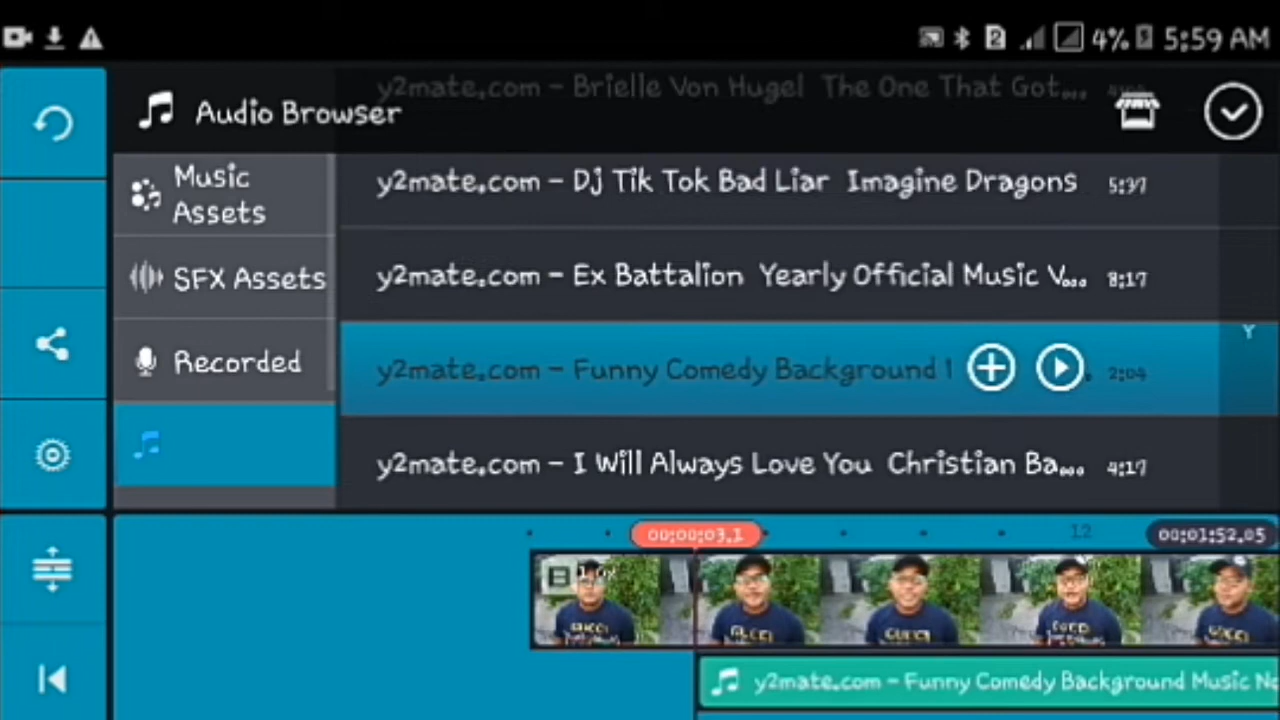 4% 5:59 AM
y2mate.com - Brielle Von Hugel The One That Got...
Audio Browser
Music
Assets
y2mate.com - Dj Tik Tok Bad Liar Imagine Dragons 5:37
SFX Assets
y2mate.com - Ex Battalion Yearly Official Music V... 8:17
Y
Recorded
y2mate.com - Funny Comedy Background 2:04
y2mate.com - I Will Always Love You Christian Ba... 4:17
00:00:03.1
12
00:01:52.05
GUCCI
y2mate.com - Funny Comedy Background Music No